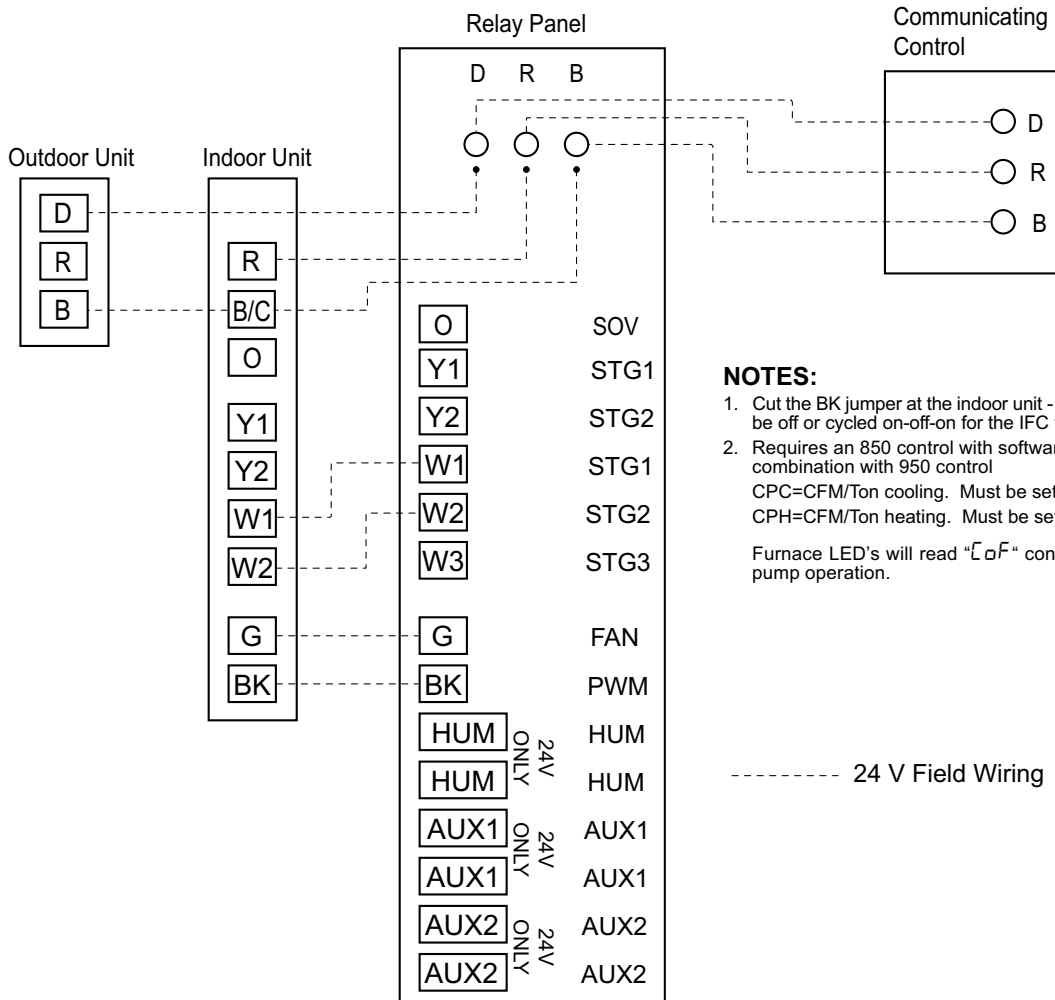 Relay Panel
Communicating
Control
D R B
D
R
B
Outdoor Unit
D
R
B
Indoor Unit
R
B/C
O
Y1
Y2
W1
W2
G
BK
O SOV
Y1 STG1
Y2 STG2
W1 STG1
W2 STG2
W3 STG3
G FAN
BK PWM
HUM HUM
HUM HUM
24V
ONLY
AUX1 AUX1
AUX1 AUX1
24V
ONLY
AUX2 AUX2
AUX2 AUX2
24V
ONLY
NOTES:
1. Cut the BK jumper at the indoor unit -
be off or cycled on-off-on for the IFC
2. Requires an 850 control with softwar
combination with 950 control
CPC=CFM/Ton cooling. Must be set
CPH=CFM/Ton heating. Must be set
Furnace LED's will read “CoF“ con
pump operation.
24 V Field Wiring